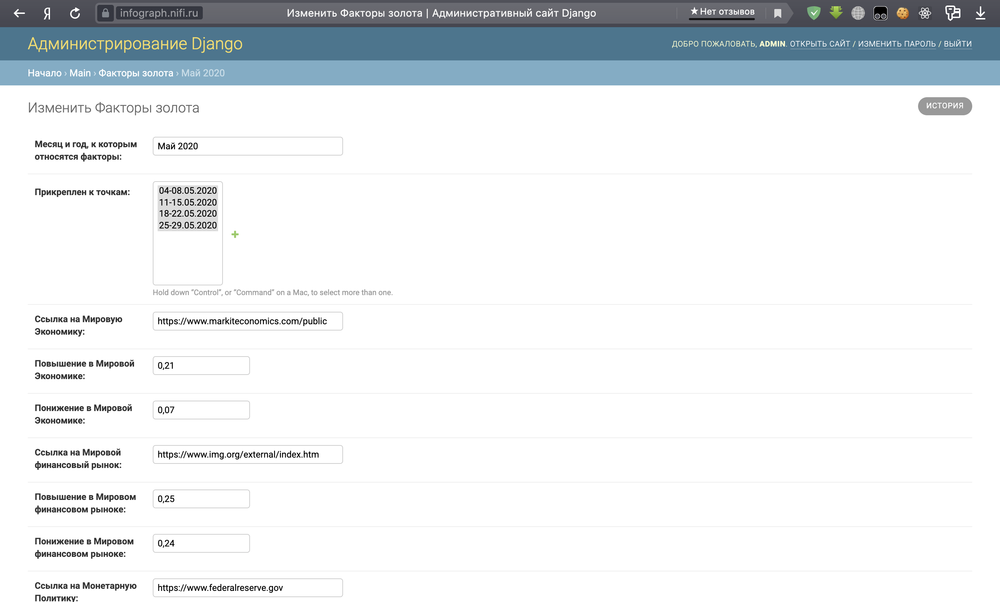 infograph.nifi.ru
Изменить Факторы золота | Административный сайт Django
★ Нет отзывов
Администрирование Django
ДОБРО ПОЖАЛОВАТЬ, ADMIN. ОТКРЫТЬ САЙТ / ИЗМЕНИТЬ ПАРОЛЬ / ВЫЙТИ
Начало › Main › Факторы золота › Май 2020
Изменить Факторы золота
ИСТОРИЯ
Месяц и год, к которым
относятся факторы:
Май 2020
Прикреплен к точкам:
04-08.05.2020
11-15.05.2020
18-22.05.2020
25-29.05.2020
Hold down “Control”, or “Command” on a Mac, to select more than one.
Ссылка на Мировую
Экономику:
https://www.markiteconomics.com/public
Повышение в Мировой
Экономике:
0,21
Понижение в Мировой
Экономике:
0,07
Ссылка на Мировой
финансовый рынок:
https://www.img.org/external/index.htm
Повышение в Мировом
финансовом рыноке:
0,25
Понижение в Мировом
финансовом рыноке:
0,24
Ссылка на Монетарную
Политику:
https://www.federalreserve.gov